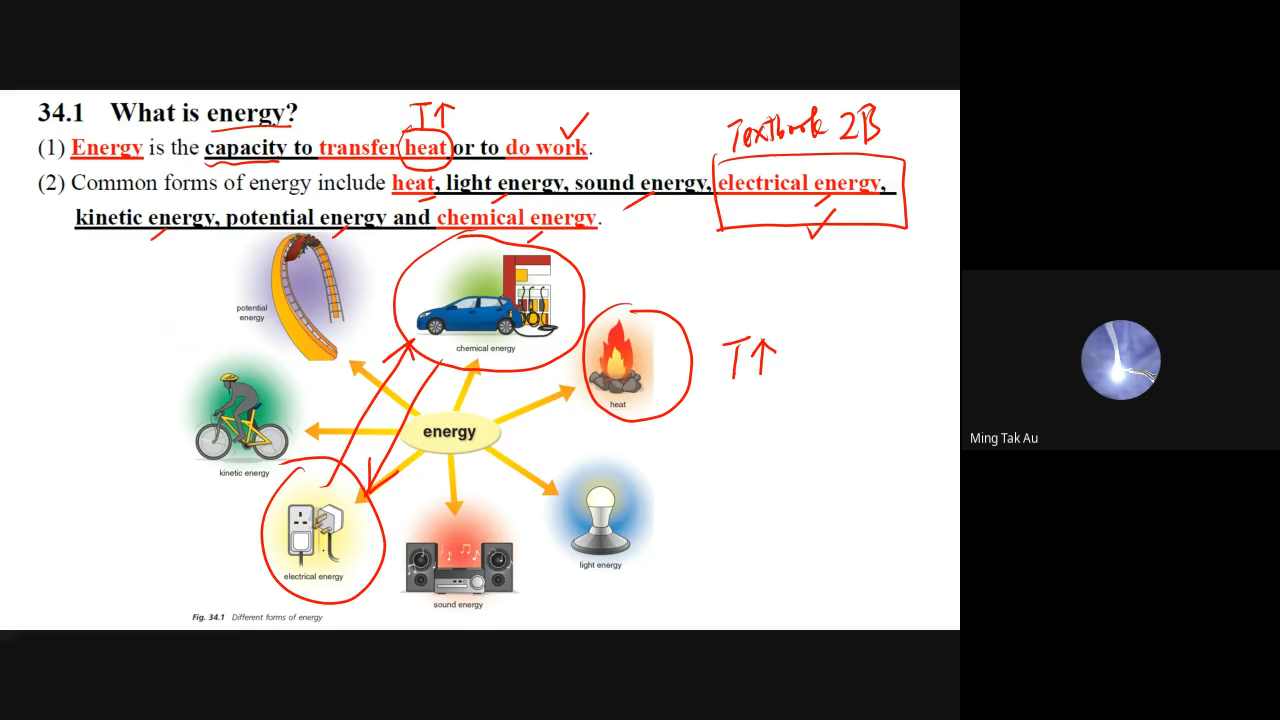 34.1 What is energy?
T↑
(1) Energy is the capacity to transfer heat or to do work.
Textbook 2B
(2) Common forms of energy include heat, light energy, sound energy, electrical energy,
kinetic energy, potential energy and chemical energy.
potential
energy
chemical energy
T↑
heat
energy
kinetic energy
electrical energy
light energy
sound energy
Fig. 34.1 Different forms of energy
Ming Tak Au